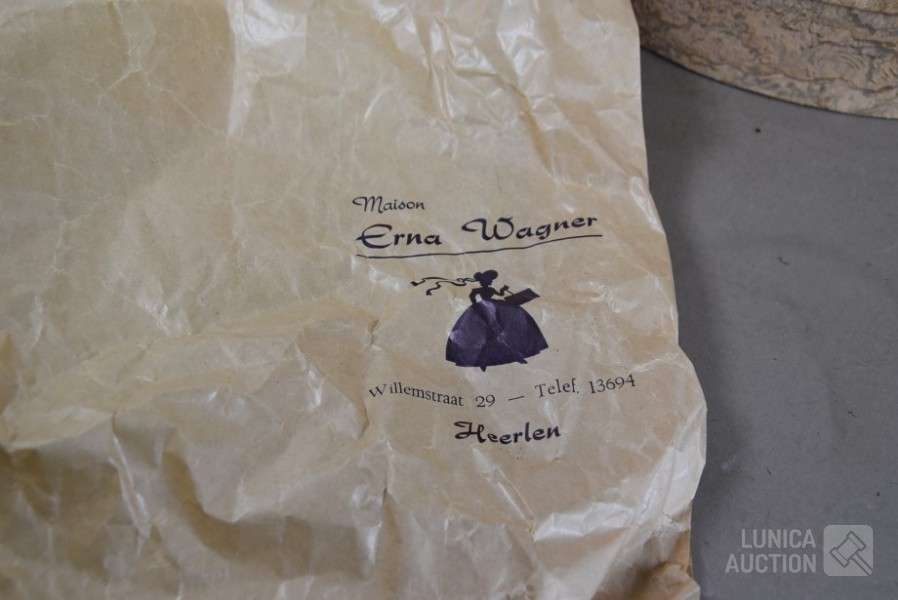 Maison
Erna Wagner
Willemstraat 29 — Telef. 13694
Heerlen
LUNICA
AUCTION